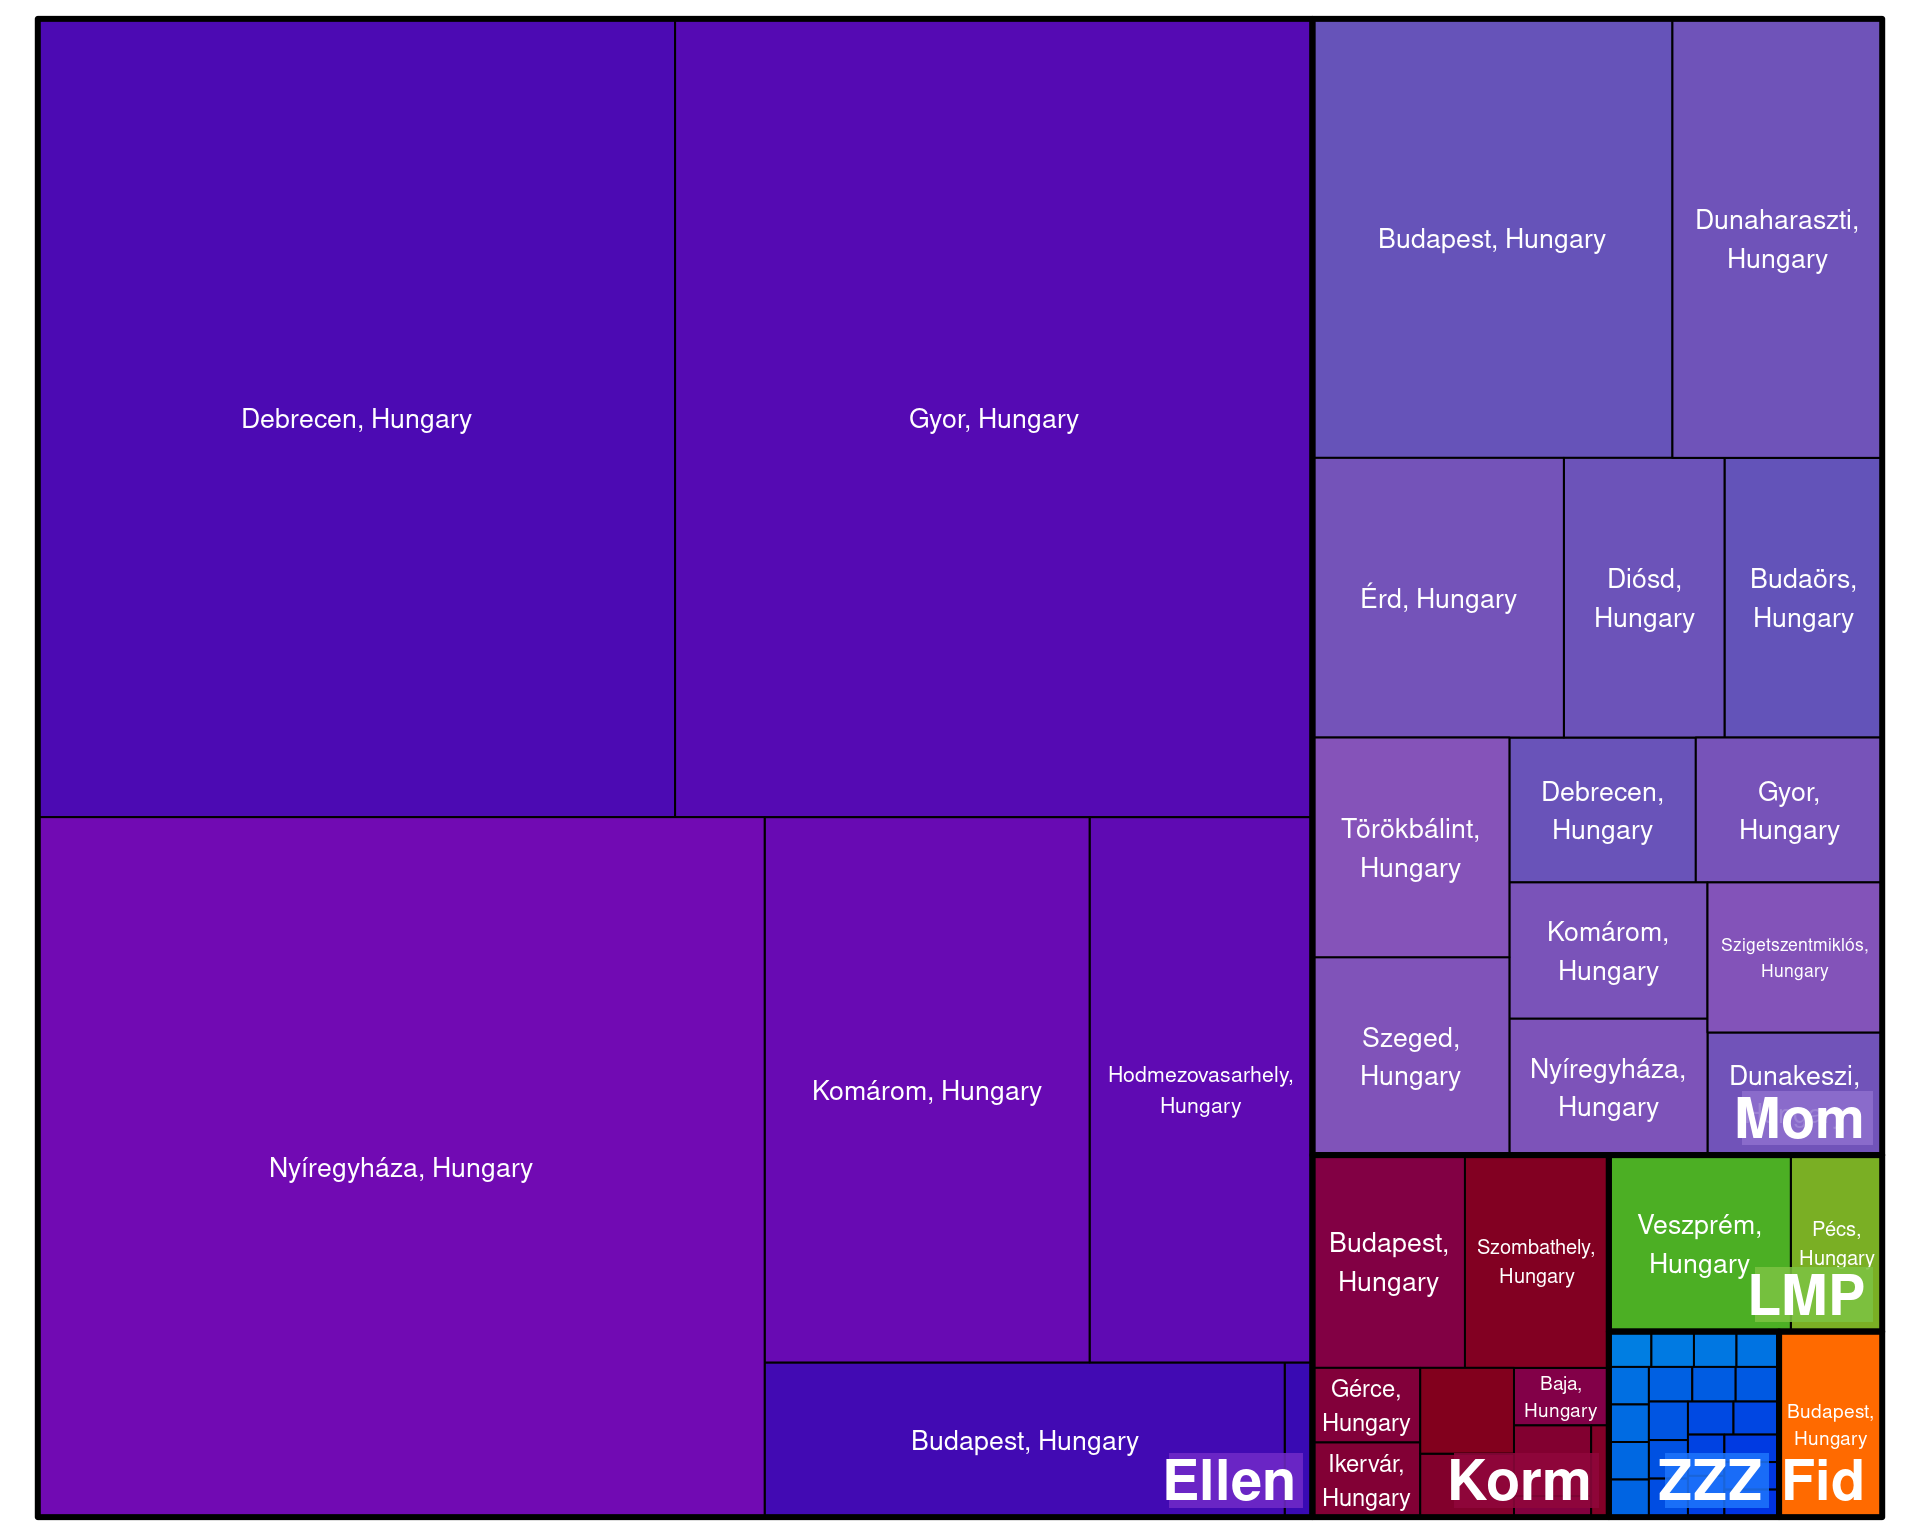 Debrecen, Hungary
Gyor, Hungary
Nyíregyháza, Hungary
Komárom, Hungary
Hodmezovasarhely,
Hungary
Budapest, Hungary
Ellen
Budapest, Hungary
Dunaharaszti,
Hungary
Érd, Hungary
Diósd,
Hungary
Budaörs,
Hungary
Törökbálint,
Hungary
Debrecen,
Hungary
Gyor,
Hungary
Szeged,
Hungary
Komárom,
Hungary
Szigetszentmiklós,
Hungary
Nyíregyháza,
Hungary
Dunakeszi,
Mom
Budapest,
Hungary
Szombathely,
Hungary
Gérce,
Hungary
Baja,
Hungary
Ikervár,
Hungary
Korm
Veszprém,
Hungary
Pécs,
Hungary
LMP
ZZZ
Budapest,
Hungary
Fid